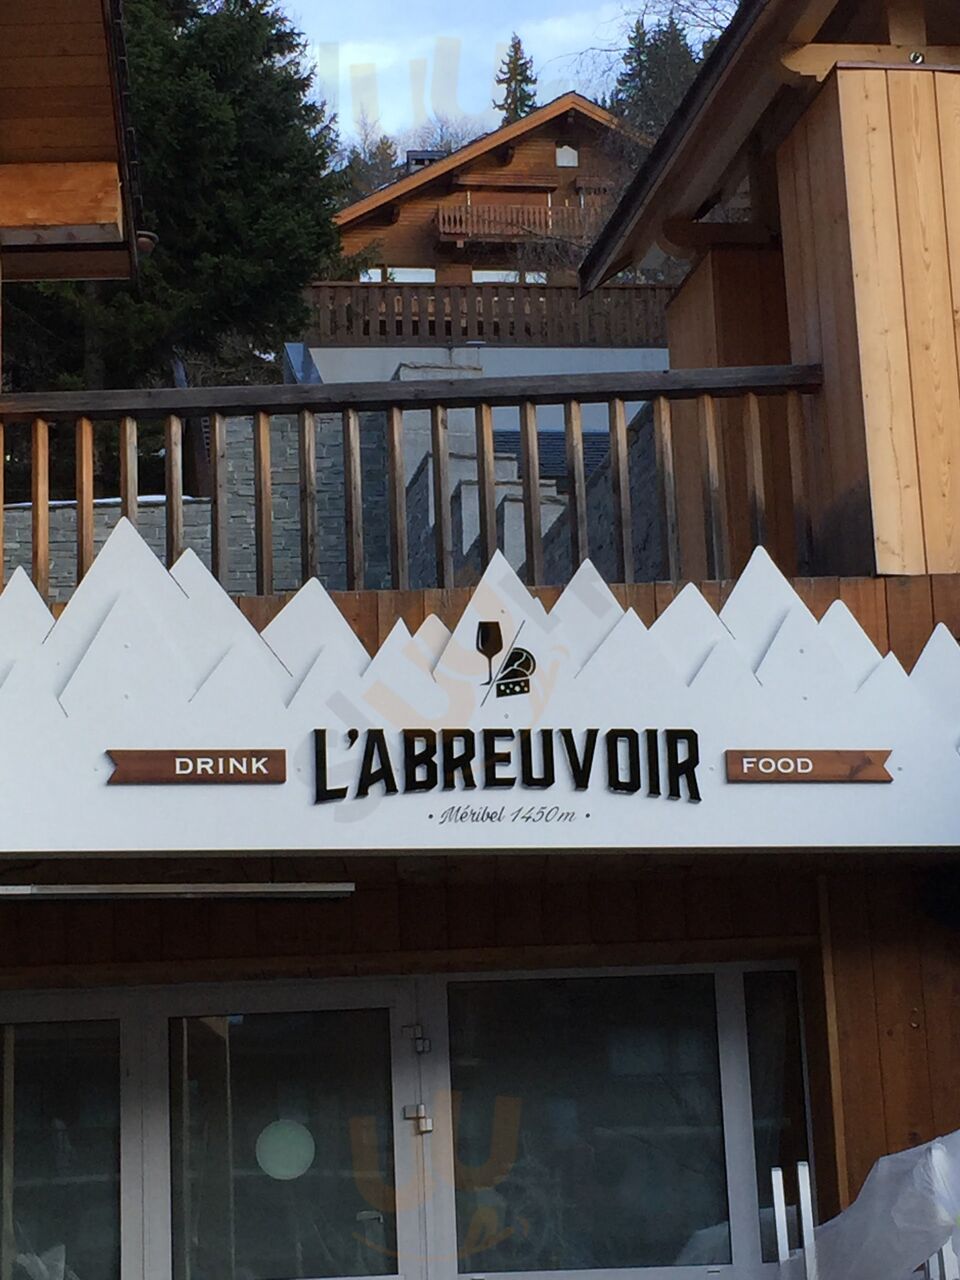 DRINK L'ABREUVOIR FOOD
• Méribel 1450m •